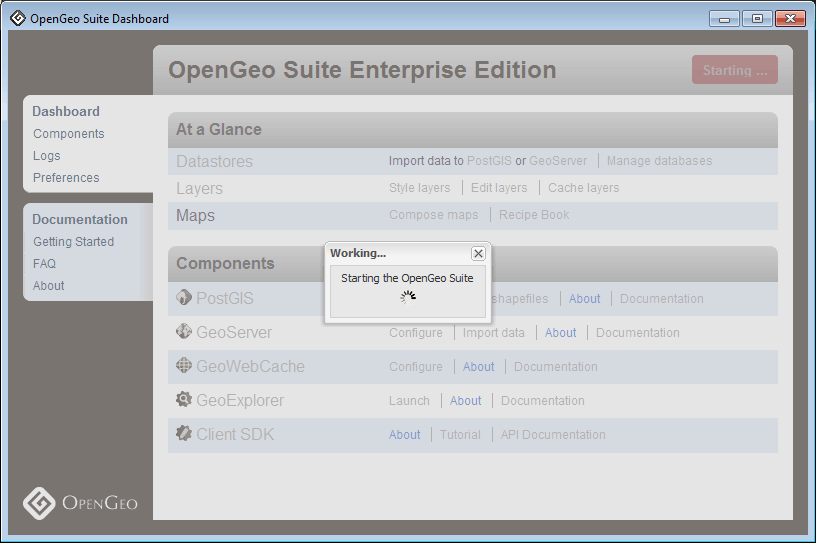 OpenGeo Suite Dashboard
OpenGeo Suite Enterprise Edition
Starting ...
Dashboard
Components
Logs
Preferences
Documentation
Getting Started
FAQ
About
At a Glance
Datastores Import data to PostGIS or GeoServer Manage databases
Layers Style layers Edit layers Cache layers
Maps Compose maps Recipe Book
Components
PostGIS shapefiles About Documentation
GeoServer Configure Import data About Documentation
GeoWebCache Configure About Documentation
GeoExplorer Launch About Documentation
Client SDK About Tutorial API Documentation
Working...
Starting the OpenGeo Suite
OpenGeo